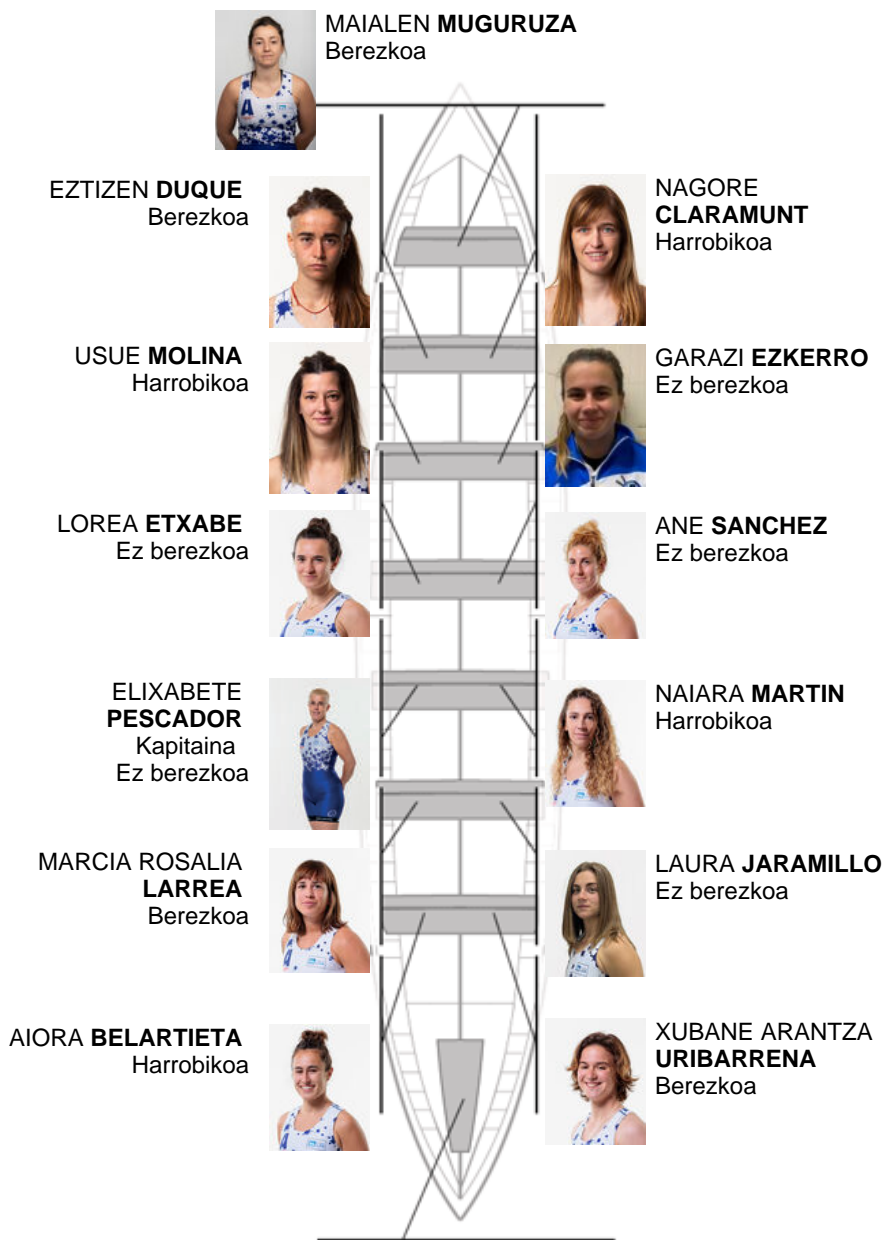 MAIALEN MUGURUZA
Berezkoa
EZTIZEN DUQUE
Berezkoa
NAGORE
CLARAMUNT
Harrobikoa
USUE MOLINA
Harrobikoa
GARAZI EZKERRO
Ez berezkoa
LOREA ETXABE
Ez berezkoa
ANE SANCHEZ
Ez berezkoa
ELIXABETE
PESCADOR
Kapitaina
Ez berezkoa
NAIARA MARTIN
Harrobikoa
MARCIA ROSALIA
LARREA
Berezkoa
LAURA JARAMILLO
Ez berezkoa
AIORA BELARTIETA
Harrobikoa
XUBANE ARANTZA
URIBARRENA
Berezkoa